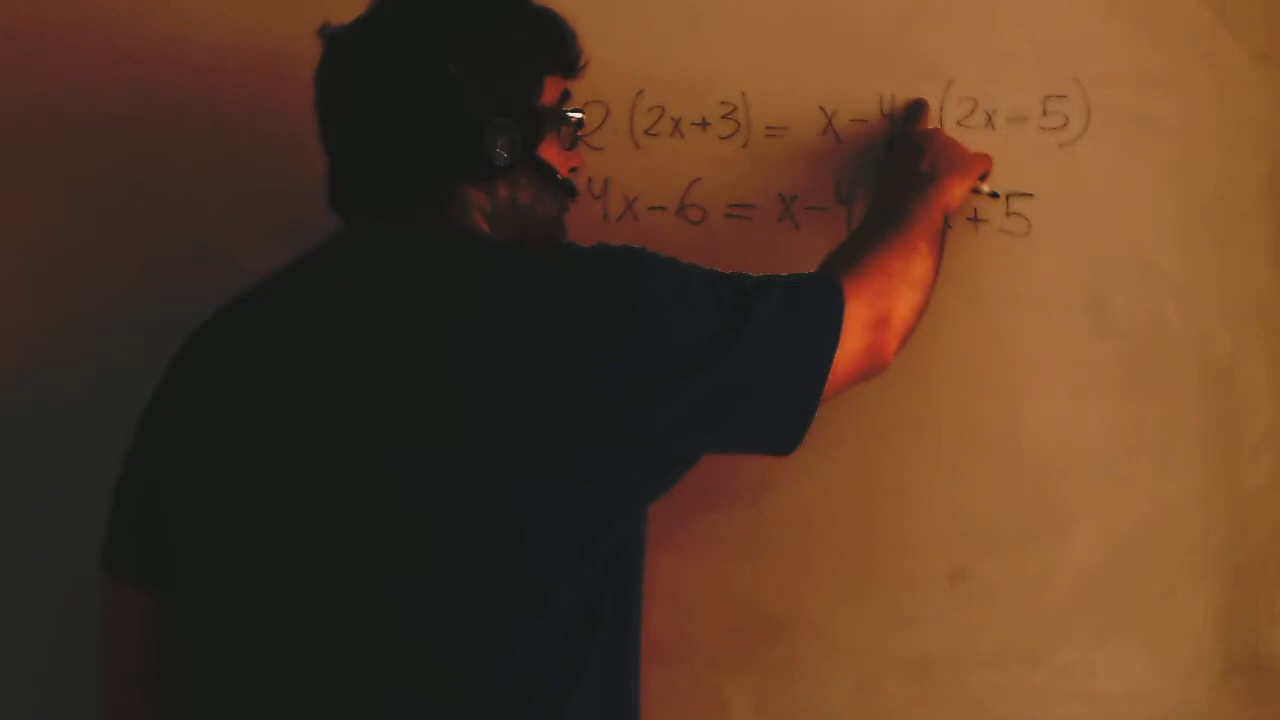 2 (2x+3) = x-4 (2x-5)
4x-6 = x-4 +5